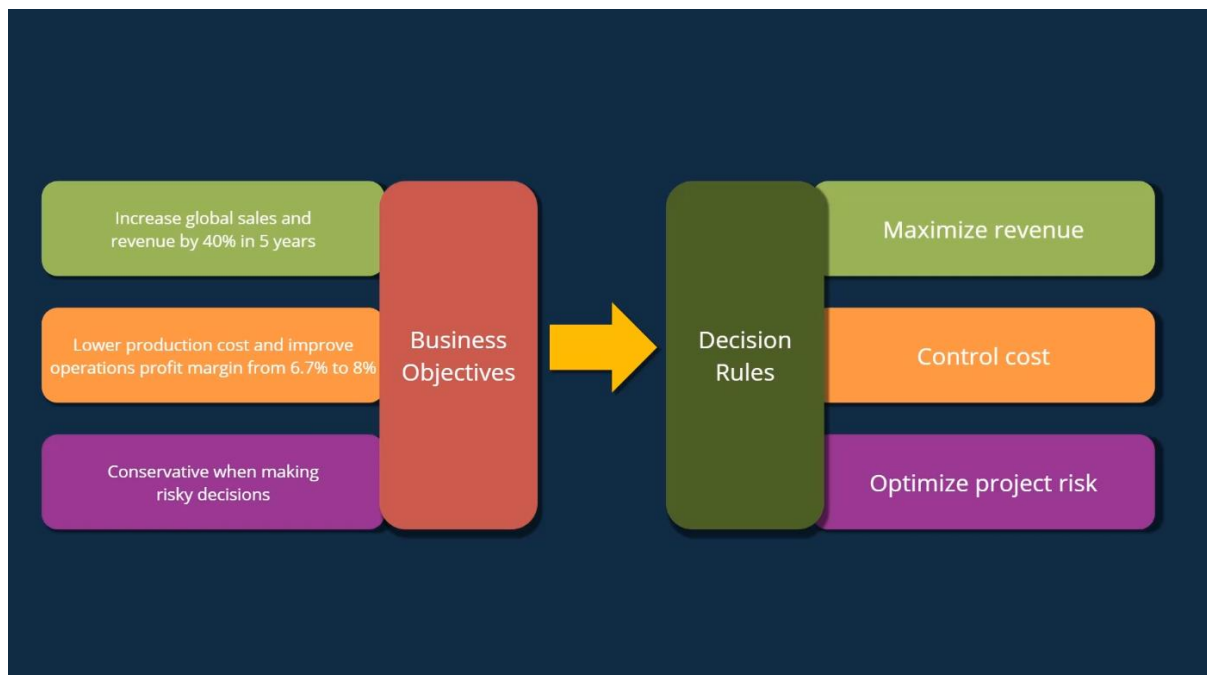 Increase global sales and
revenue by 40% in 5 years
Lower production cost and improve
operations profit margin from 6.7% to 8%
Conservative when making
risky decisions
Business
Objectives
Decision
Rules
Maximize revenue
Control cost
Optimize project risk